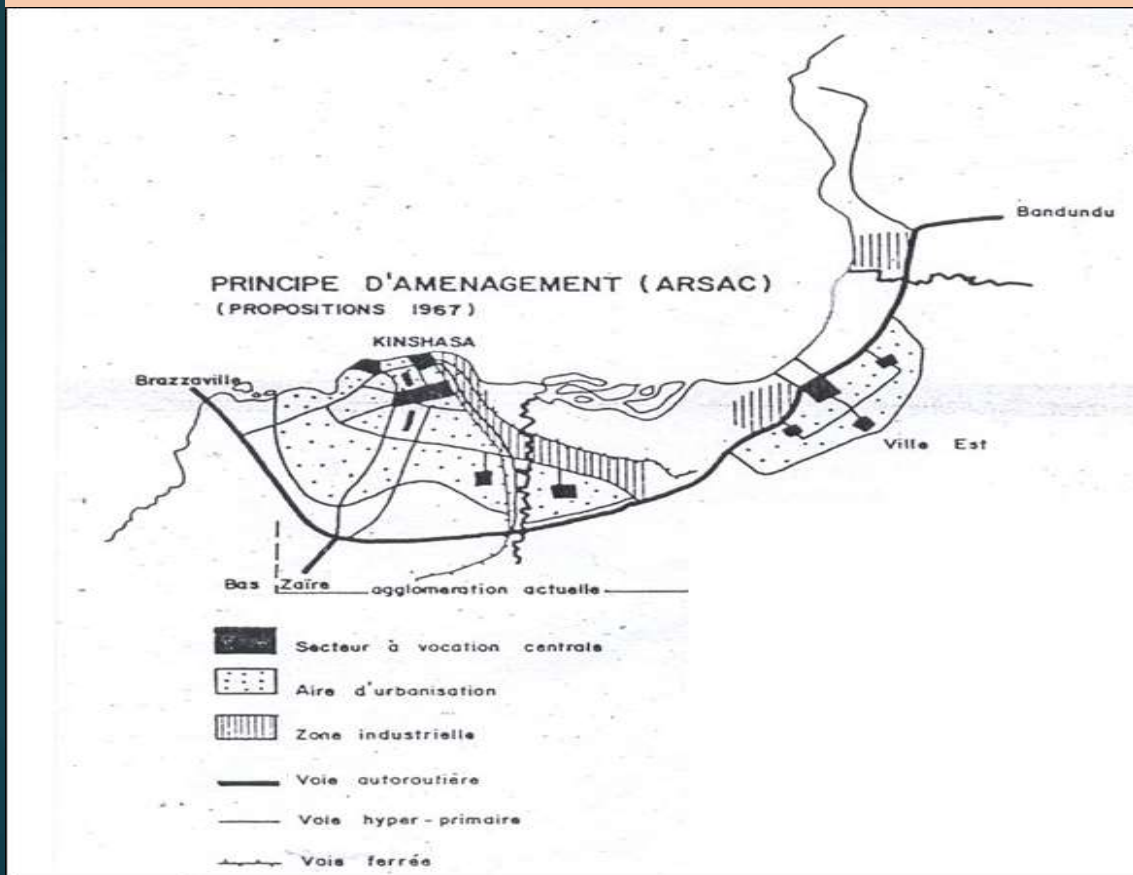 PRINCIPE D'AMENAGEMENT (ARSAC)
(PROPOSITIONS 1967)
KINSHASA
Brazzaville
Bandundu
Ville Est
Bas Zaïre
agglomeration actuelle
Secteur à vocation centrale
Aire d'urbanisation
Zone industrielle
Voie autoroutière
Voie hyper-primaire
Voie ferrée